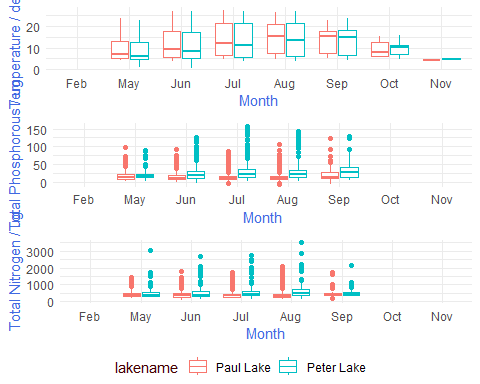 Temperature / de
20
10
0
Feb May Jun Jul Aug Sep Oct Nov
Month
Total Phosphorous / ug
150
100
50
0
Feb May Jun Jul Aug Sep Oct Nov
Month
Total Nitrogen /
3000
2000
1000
0
Feb May Jun Jul Aug Sep Oct Nov
Month
lakename Paul Lake Peter Lake